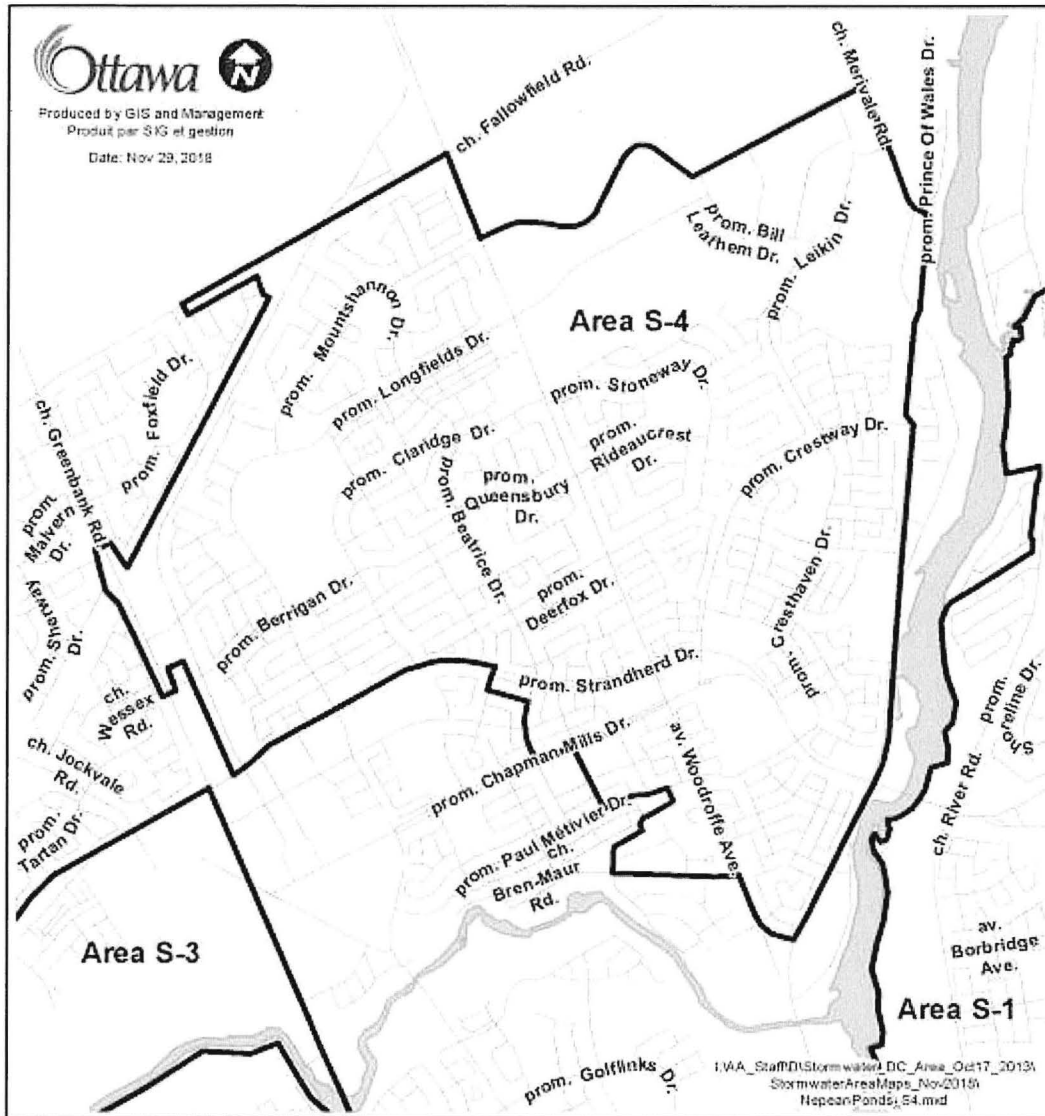 Ottawa
N
Produced by GIS and Management
Produit par SIG et gestion
Date: Nov 29, 2018
ch. Fallowfield Rd.
ch. Merivale Rd.
prom. Prince Of Wales Dr.
prom. Bill
Leathem Dr.
prom. Leikin Dr.
prom. Mountshannon Dr.
Area S-4
prom. Foxfield Dr.
prom. Longfields Dr.
prom. Stoneway Dr.
ch. Greenbank Rd.
prom. Claridge Dr.
prom.
Rideaucrest
Dr.
prom. Crestway Dr.
prom. Beatrice Dr.
prom.
Queensbury
Dr.
prom.
Malvern
Dr.
prom. Cresthaven Dr.
prom.
Deerfox Dr.
prom. Berrigan Dr.
prom. Sherway
Dr.
prom. Strandherd Dr.
ch.
Wessex
Rd.
prom.
Shoreline Dr.
ch. Jockvale
Rd.
prom. Chapman Mills Dr.
av. Woodroffe Ave.
ch. River Rd.
prom.
Tartan Dr.
prom. Paul Métivier Dr.
ch.
Bren-Maur
Rd.
Area S-3
av.
Borbridge
Ave.
Area S-1
prom. Golflinks
Dr.
I:\AA_Staff\D\Stormwater\_DC_Area_Oct17_2013\
StormwaterAreaMaps_Nov2018\
NepeanPonds_S4.mxd